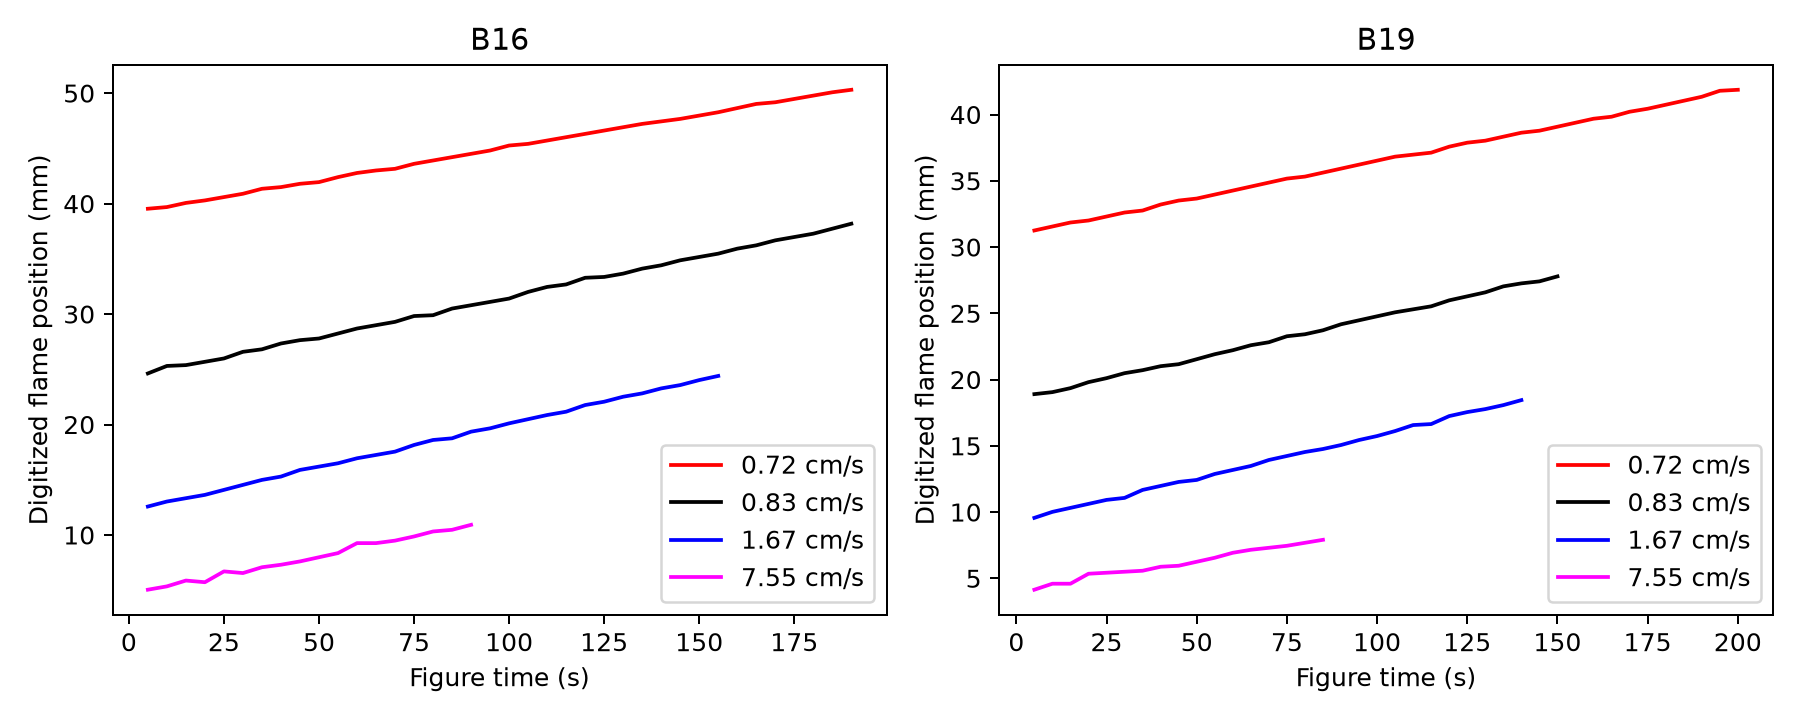 B16
Digitized flame position (mm)
50
40
30
20
10
0.72 cm/s
0.83 cm/s
1.67 cm/s
7.55 cm/s
0 25 50 75 100 125 150 175
Figure time (s)
B19
Digitized flame position (mm)
40
35
30
25
20
15
10
5
0.72 cm/s
0.83 cm/s
1.67 cm/s
7.55 cm/s
0 25 50 75 100 125 150 175 200
Figure time (s)